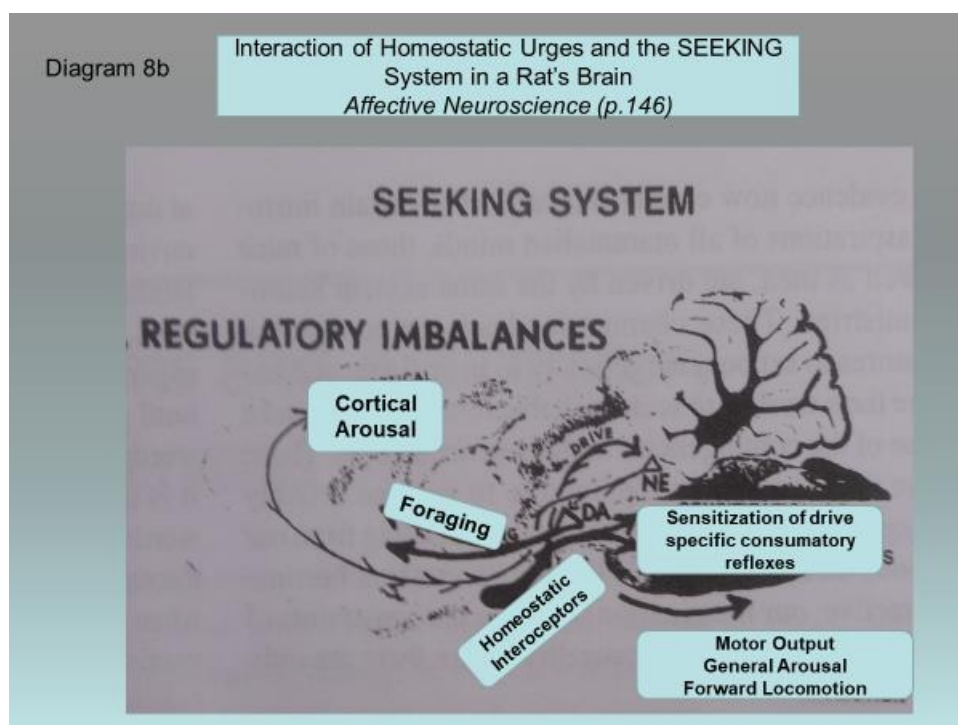 Diagram 8b
Interaction of Homeostatic Urges and the SEEKING
System in a Rat's Brain
Affective Neuroscience (p.146)
SEEKING SYSTEM
REGULATORY IMBALANCES
Cortical
Arousal
DRIVE
NE
DA
Foraging
Sensitization of drive
specific consumatory
reflexes
Homeostatic
Interoceptors
Motor Output
General Arousal
Forward Locomotion